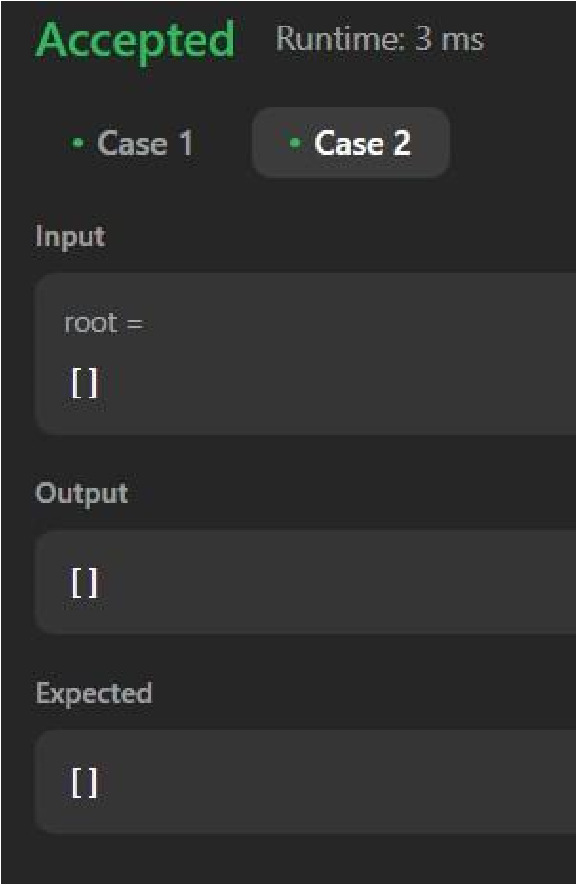 Accepted Runtime: 3 ms
• Case 1 • Case 2
Input
root =
[]
Output
[]
Expected
[]